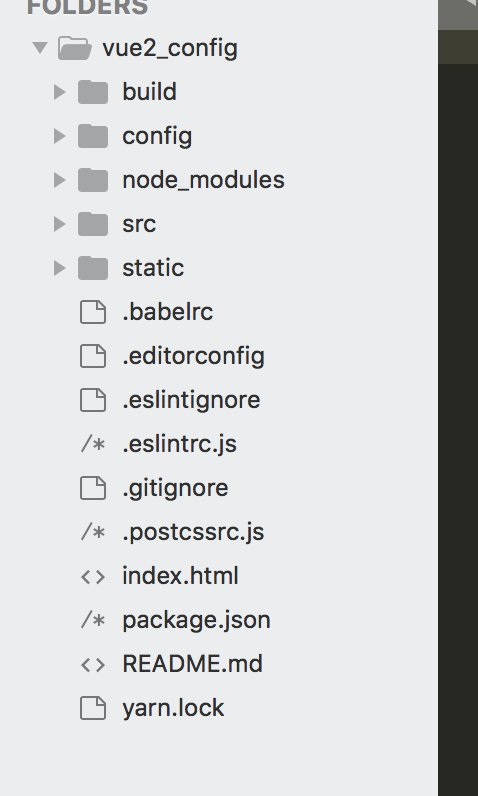 FOLDERS
vue2_config
build
config
node_modules
src
static
.babelrc
.editorconfig
.eslintignore
/* .eslintrc.js
.gitignore
/* .postcssrc.js
<> index.html
/* package.json
<> README.md
yarn.lock